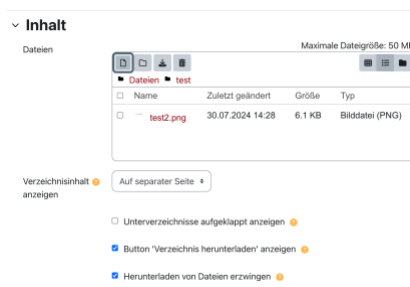 Inhalt
Dateien
Maximale Dateigröße: 50 MB
Dateien test
Name Zuletzt geändert Größe Typ
test2.png 30.07.2024 14:28 6.1 KB Bilddatei (PNG)
Verzeichnisinhalt anzeigen
Auf separater Seite
Unterverzeichnisse aufgeklappt anzeigen
Button 'Verzeichnis herunterladen' anzeigen
Herunterladen von Dateien erzwingen